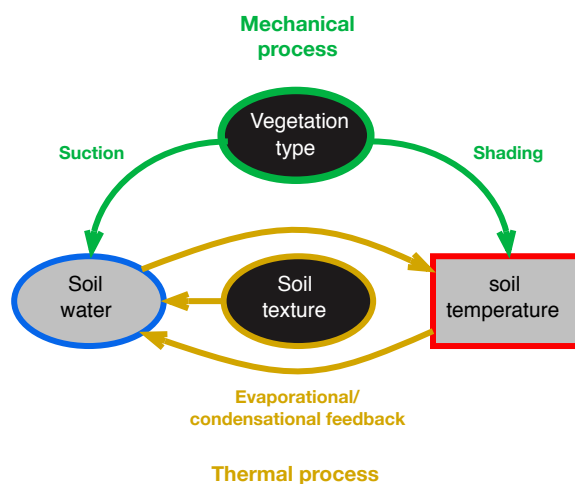 Mechanical
process
Vegetation
type
Suction
Shading
Soil
water
Soil
texture
soil
temperature
Evaporational/
condensational feedback
Thermal process